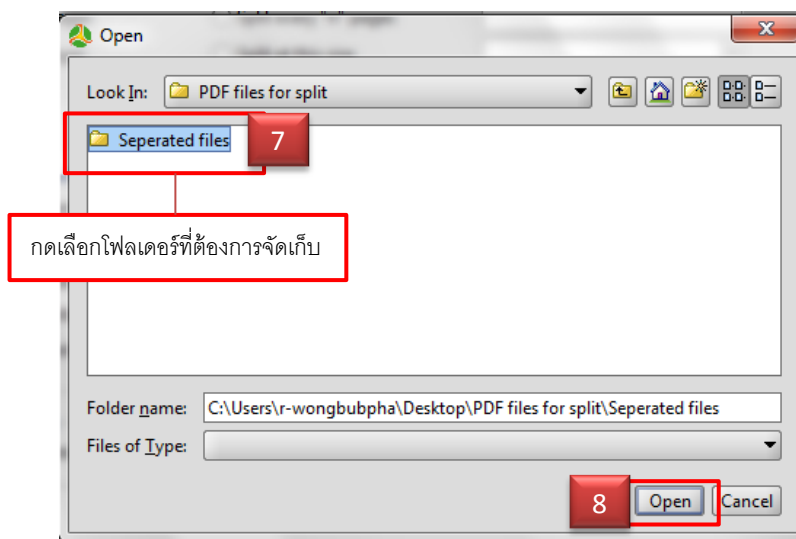 Open
Look In: PDF files for split
Seperated files
7
กดเลือกโฟลเดอร์ที่ต้องการจัดเก็บ
Folder name: C:\Users\r-wongbubpha\Desktop\PDF files for split\Seperated files
Files of Type:
8 Open Cancel